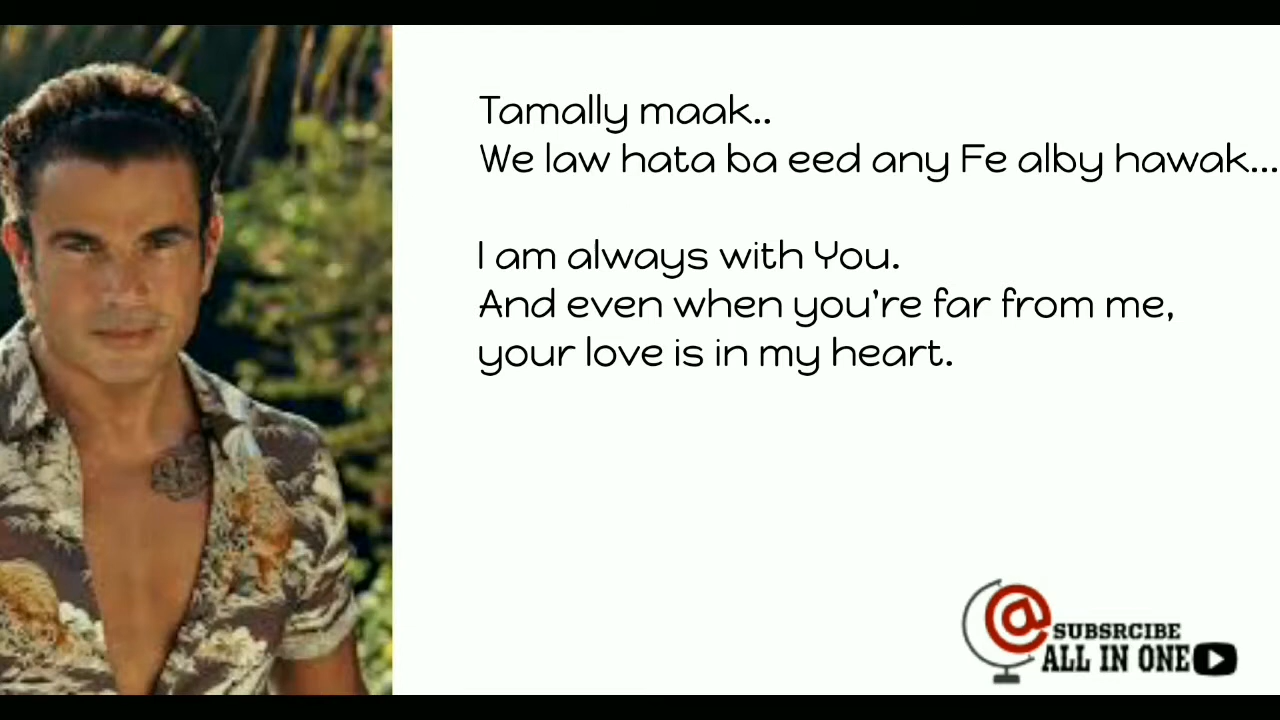 Tamally maak..
We law hata ba eed any Fe alby hawak...
I am always with You.
And even when you're far from me,
your love is in my heart.
@
SUBSRCIBE
ALL IN ONE